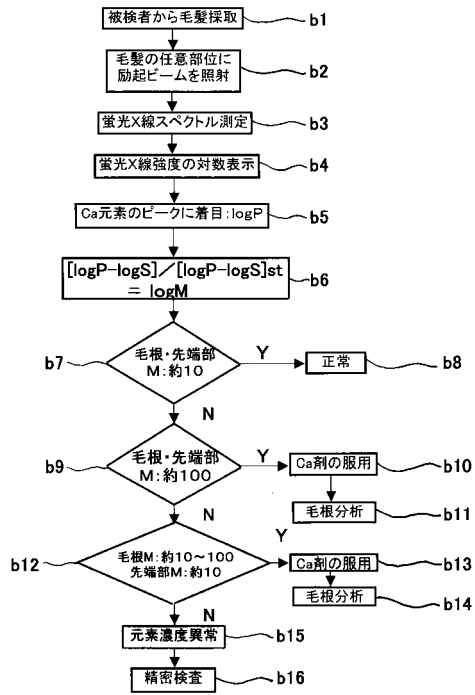 被検者から毛髪採取
b1
毛髪の任意部位に
励起ビームを照射
b2
蛍光X線スペクトル測定
b3
蛍光X線強度の対数表示
b4
Ca元素のピークに着目:logP
b5
[logP-logS]/[logP-logS]st
= logM
b6
b7
毛根・先端部
M:約10
Y
正常
b8
N
b9
毛根・先端部
M:約100
Y
Ca剤の服用
b10
毛根分析
b11
N
b12
毛根M:約10~100
先端部M:約10
Y
Ca剤の服用
b13
毛根分析
b14
N
元素濃度異常
b15
精密検査
b16